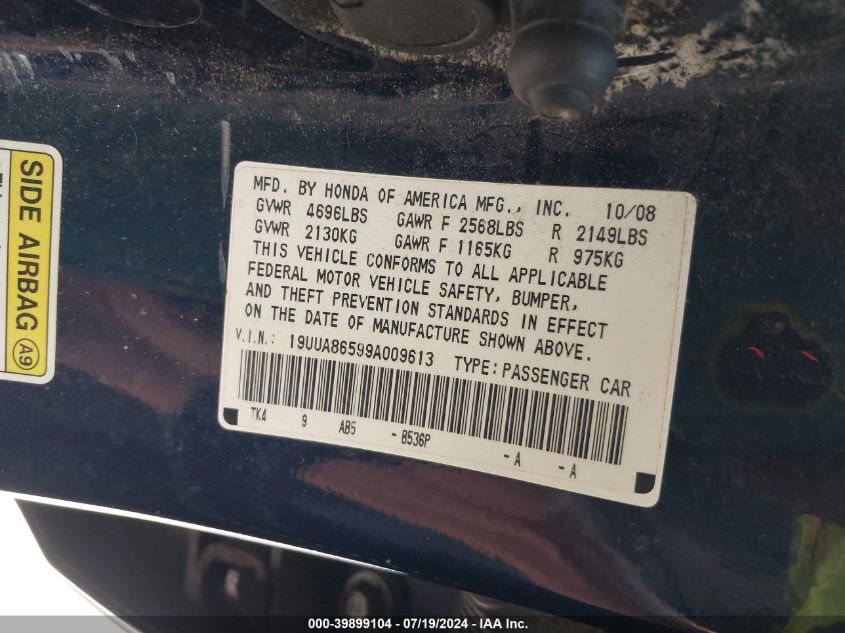 MFD. BY HONDA OF AMERICA MFG., INC. 10/08
GVWR 4696LBS GAWR F 2568LBS R 2149LBS
GVWR 2130KG GAWR F 1165KG R 975KG
THIS VEHICLE CONFORMS TO ALL APPLICABLE
FEDERAL MOTOR VEHICLE SAFETY, BUMPER,
AND THEFT PREVENTION STANDARDS IN EFFECT
ON THE DATE OF MANUFACTURE SHOWN ABOVE.
V.I.N.: 19UUA86599A009613 TYPE:PASSENGER CAR
TK4 9 AB5 -B536P -A -A
SIDE AIRBAG A9
000-39899104 - 07/19/2024 - IAA Inc.